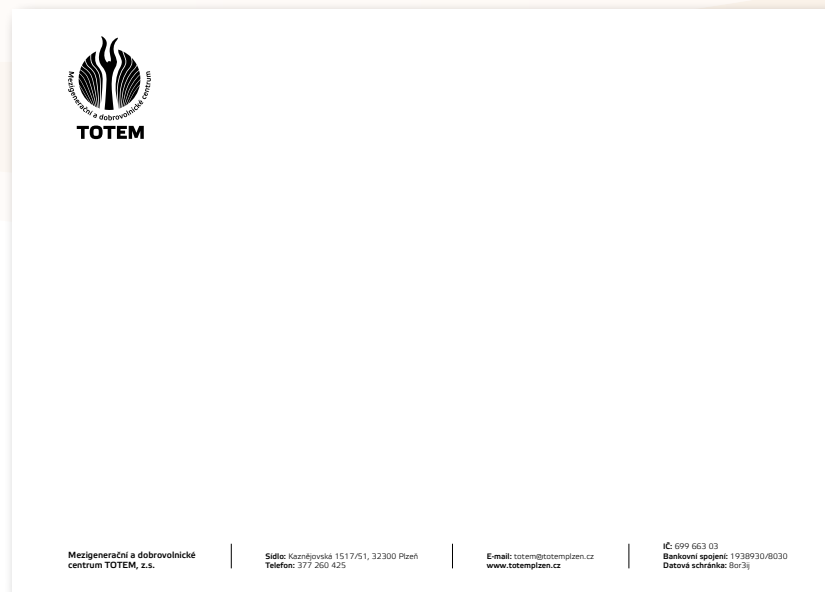 Mezigenerační a dobrovolnické centrum
TOTEM
Mezigenerační a dobrovolnické
centrum TOTEM, z.s.
Sídlo: Kaznějovská 1517/51, 32300 Plzeň
Telefon: 377 260 425
E-mail: totem@totemplzen.cz
www.totemplzen.cz
IČ: 699 663 03
Bankovní spojení: 1938930/8030
Datová schránka: 8or3ij